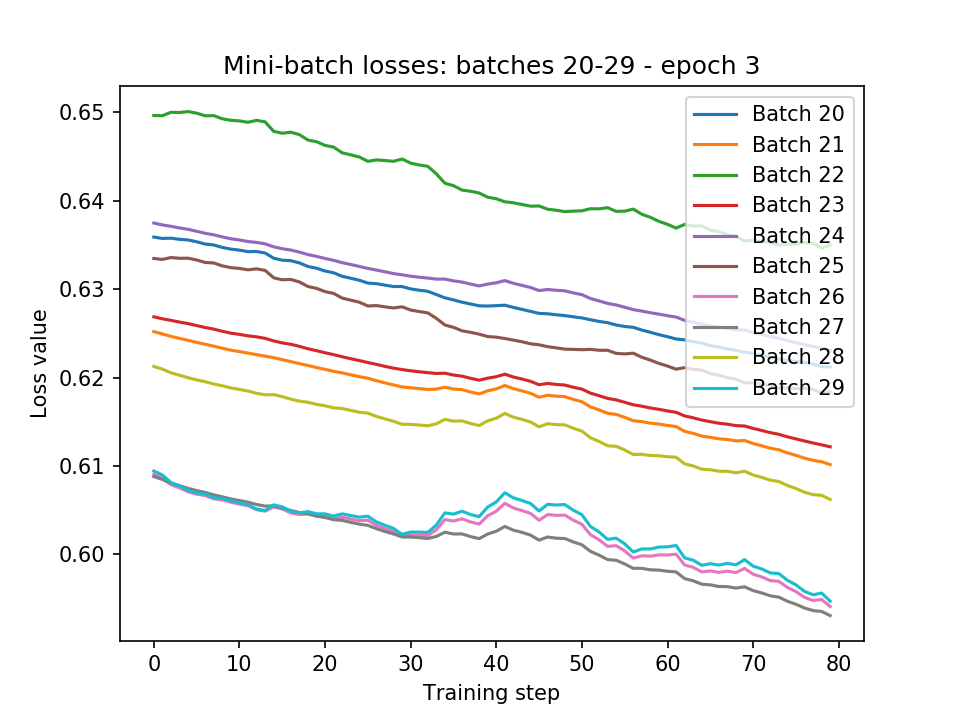 Mini-batch losses: batches 20-29 - epoch 3
Loss value
0.65
0.64
0.63
0.62
0.61
0.60
Batch 20
Batch 21
Batch 22
Batch 23
Batch 24
Batch 25
Batch 26
Batch 27
Batch 28
Batch 29
0 10 20 30 40 50 60 70 80
Training step